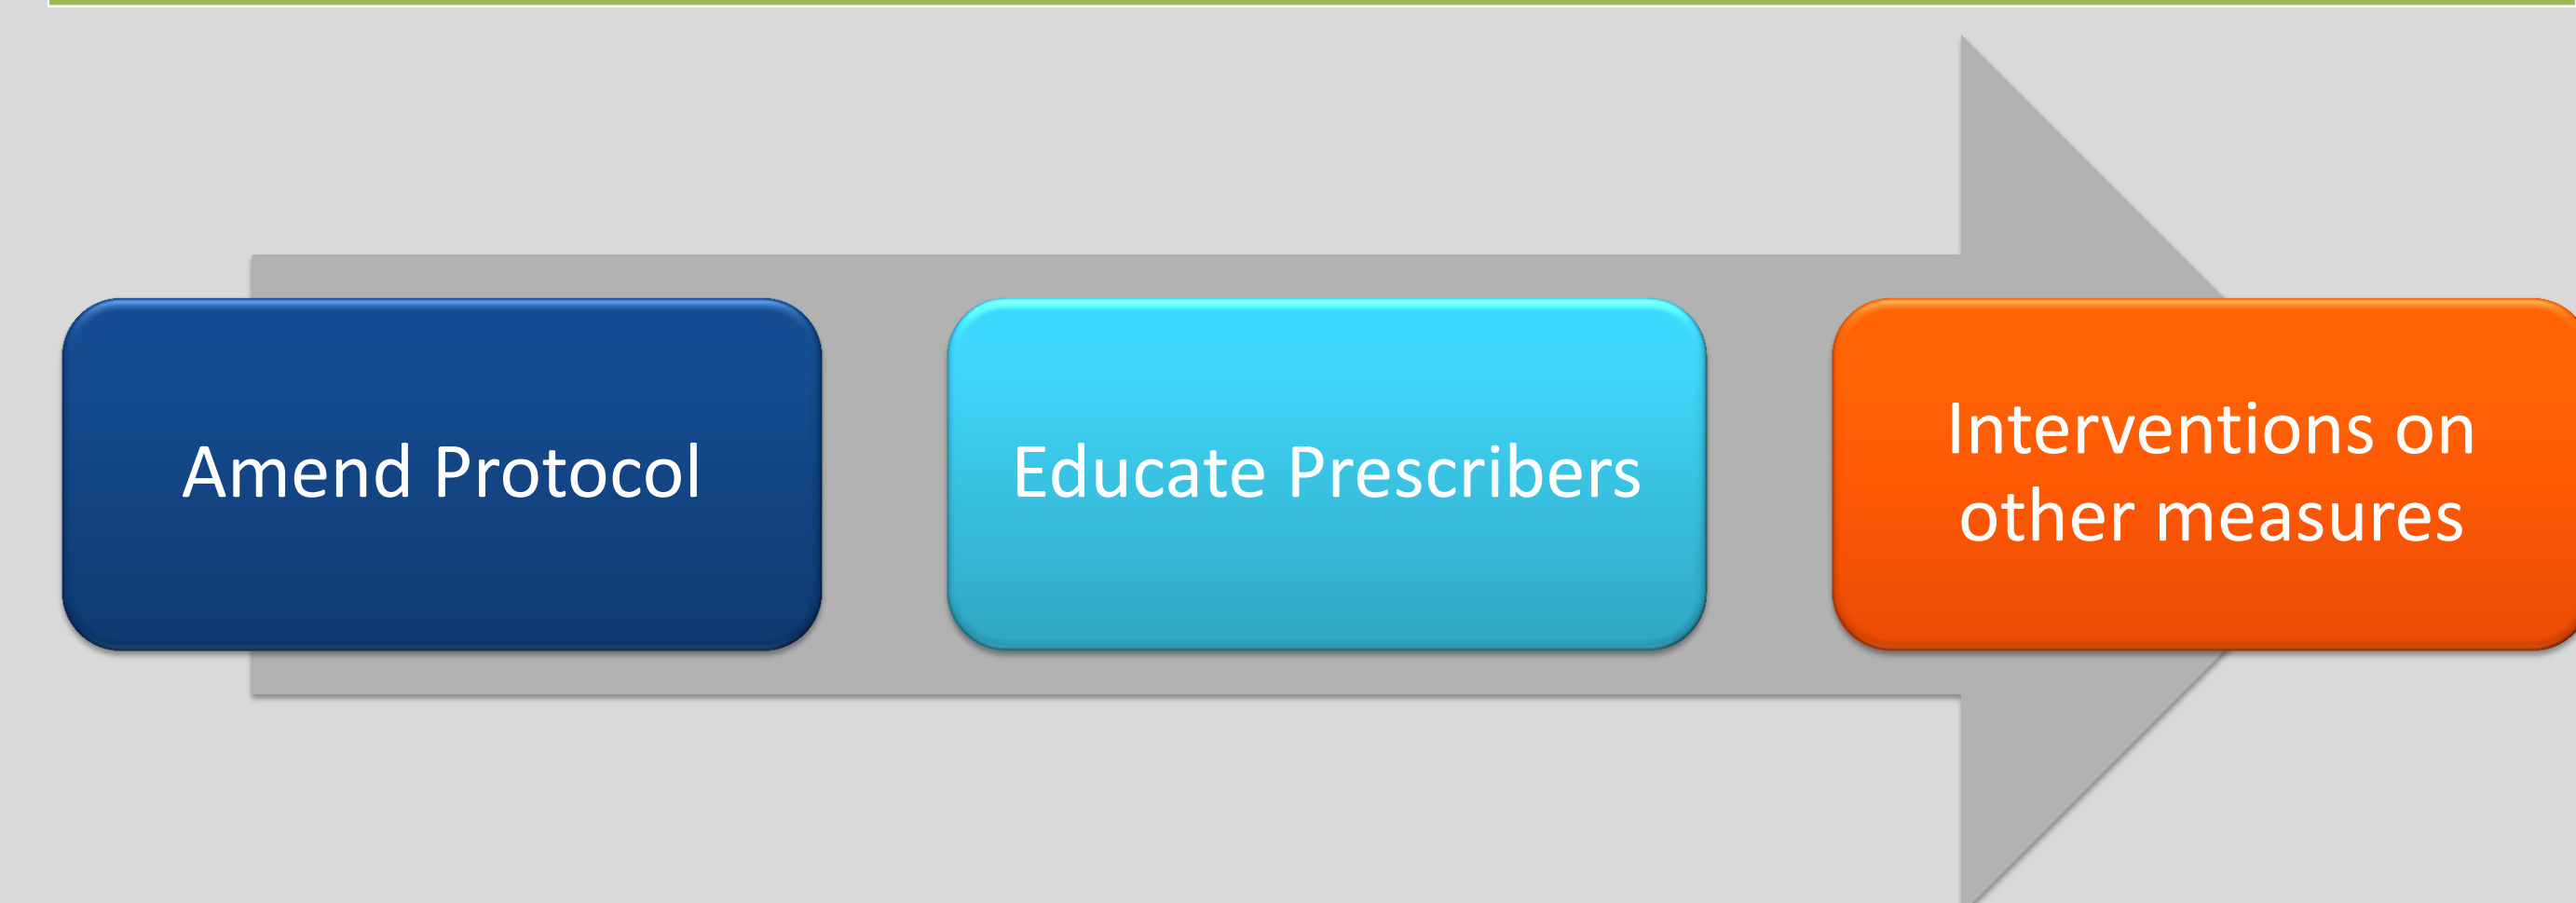 Amend Protocol
Educate Prescribers
Interventions on
other measures